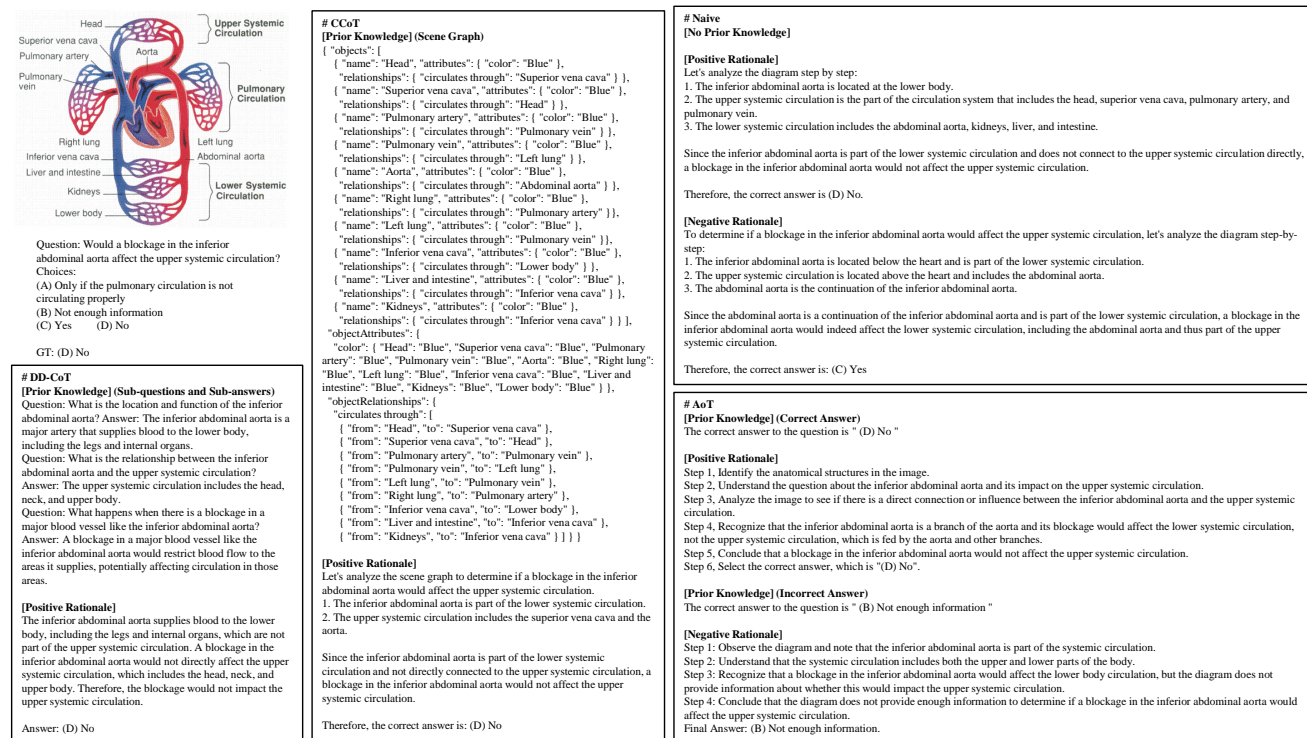 Head
Upper Systemic
Circulation
Superior vena cava
Pulmonary artery
Aorta
Pulmonary
vein
Pulmonary
Circulation
Right lung
Left lung
Inferior vena cava
Abdominal aorta
Liver and intestine
Lower Systemic
Circulation
Kidneys
Lower body
Question: Would a blockage in the inferior
abdominal aorta affect the upper systemic circulation?
Choices:
(A) Only if the pulmonary circulation is not
circulating properly
(B) Not enough information
(C) Yes (D) No
GT: (D) No
# DD-CoT
[Prior Knowledge] (Sub-questions and Sub-answers)
Question: What is the location and function of the inferior
abdominal aorta? Answer: The inferior abdominal aorta is a
major artery that supplies blood to the lower body,
including the legs and internal organs.
Question: What is the relationship between the inferior
abdominal aorta and the upper systemic circulation?
Answer: The upper systemic circulation includes the head,
neck, and upper body.
Question: What happens when there is a blockage in a
major blood vessel like the inferior abdominal aorta?
Answer: A blockage in a major blood vessel like the
inferior abdominal aorta would restrict blood flow to the
areas it supplies, potentially affecting circulation in those
areas.
[Positive Rationale]
The inferior abdominal aorta supplies blood to the lower
body, including the legs and internal organs, which are not
part of the upper systemic circulation. A blockage in the
inferior abdominal aorta would not directly affect the upper
systemic circulation, which includes the head, neck, and
upper body. Therefore, the blockage would not impact the
upper systemic circulation.
Answer: (D) No
# CCoT
[Prior Knowledge] (Scene Graph)
{ "objects": [
{ "name": "Head", "attributes": { "color": "Blue" },
"relationships": { "circulates through": "Superior vena cava" } },
{ "name": "Superior vena cava", "attributes": { "color": "Blue" },
"relationships": { "circulates through": "Head" } },
{ "name": "Pulmonary artery", "attributes": { "color": "Blue" },
"relationships": { "circulates through": "Pulmonary vein" } },
{ "name": "Pulmonary vein", "attributes": { "color": "Blue" },
"relationships": { "circulates through": "Left lung" } },
{ "name": "Aorta", "attributes": { "color": "Blue" },
"relationships": { "circulates through": "Abdominal aorta" } },
{ "name": "Right lung", "attributes": { "color": "Blue" },
"relationships": { "circulates through": "Pulmonary artery" }},
{ "name": "Left lung", "attributes": { "color": "Blue" },
"relationships": { "circulates through": "Pulmonary vein" }},
{ "name": "Inferior vena cava", "attributes": { "color": "Blue" },
"relationships": { "circulates through": "Lower body" } },
{ "name": "Liver and intestine", "attributes": { "color": "Blue" },
"relationships": { "circulates through": "Inferior vena cava" } },
{ "name": "Kidneys", "attributes": { "color": "Blue" },
"relationships": { "circulates through": "Inferior vena cava" } } ],
"objectAttributes": {
"color": { "Head": "Blue", "Superior vena cava": "Blue", "Pulmonary
artery": "Blue", "Pulmonary vein": "Blue", "Aorta": "Blue", "Right lung":
"Blue", "Left lung": "Blue", "Inferior vena cava": "Blue", "Liver and
intestine": "Blue", "Kidneys": "Blue", "Lower body": "Blue" } },
"objectRelationships": {
"circulates through": [
{ "from": "Head", "to": "Superior vena cava" },
{ "from": "Superior vena cava", "to": "Head" },
{ "from": "Pulmonary artery", "to": "Pulmonary vein" },
{ "from": "Pulmonary vein", "to": "Left lung" },
{ "from": "Left lung", "to": "Pulmonary vein" },
{ "from": "Right lung", "to": "Pulmonary artery" },
{ "from": "Inferior vena cava", "to": "Lower body" },
{ "from": "Liver and intestine", "to": "Inferior vena cava" },
{ "from": "Kidneys", "to": "Inferior vena cava" } ] } }
[Positive Rationale]
Let's analyze the scene graph to determine if a blockage in the inferior
abdominal aorta would affect the upper systemic circulation.
1. The inferior abdominal aorta is part of the lower systemic circulation.
2. The upper systemic circulation includes the superior vena cava and the
aorta.
Since the inferior abdominal aorta is part of the lower systemic
circulation and not directly connected to the upper systemic circulation, a
blockage in the inferior abdominal aorta would not affect the upper
systemic circulation.
Therefore, the correct answer is: (D) No
# Naive
[No Prior Knowledge]
[Positive Rationale]
Let's analyze the diagram step by step:
1. The inferior abdominal aorta is located at the lower body.
2. The upper systemic circulation is the part of the circulation system that includes the head, superior vena cava, pulmonary artery, and
pulmonary vein.
3. The lower systemic circulation includes the abdominal aorta, kidneys, liver, and intestine.
Since the inferior abdominal aorta is part of the lower systemic circulation and does not connect to the upper systemic circulation directly,
a blockage in the inferior abdominal aorta would not affect the upper systemic circulation.
Therefore, the correct answer is (D) No.
[Negative Rationale]
To determine if a blockage in the inferior abdominal aorta would affect the upper systemic circulation, let's analyze the diagram step-by-
step:
1. The inferior abdominal aorta is located below the heart and is part of the lower systemic circulation.
2. The upper systemic circulation is located above the heart and includes the abdominal aorta.
3. The abdominal aorta is the continuation of the inferior abdominal aorta.
Since the abdominal aorta is a continuation of the inferior abdominal aorta and is part of the lower systemic circulation, a blockage in the
inferior abdominal aorta would indeed affect the lower systemic circulation, including the abdominal aorta and thus part of the upper
systemic circulation.
Therefore, the correct answer is: (C) Yes
# AoT
[Prior Knowledge] (Correct Answer)
The correct answer to the question is " (D) No "
[Positive Rationale]
Step 1, Identify the anatomical structures in the image.
Step 2, Understand the question about the inferior abdominal aorta and its impact on the upper systemic circulation.
Step 3, Analyze the image to see if there is a direct connection or influence between the inferior abdominal aorta and the upper systemic
circulation.
Step 4, Recognize that the inferior abdominal aorta is a branch of the aorta and its blockage would affect the lower systemic circulation,
not the upper systemic circulation, which is fed by the aorta and other branches.
Step 5, Conclude that a blockage in the inferior abdominal aorta would not affect the upper systemic circulation.
Step 6, Select the correct answer, which is "(D) No".
[Prior Knowledge] (Incorrect Answer)
The correct answer to the question is " (B) Not enough information "
[Negative Rationale]
Step 1: Observe the diagram and note that the inferior abdominal aorta is part of the systemic circulation.
Step 2: Understand that the systemic circulation includes both the upper and lower parts of the body.
Step 3: Recognize that a blockage in the inferior abdominal aorta would affect the lower body circulation, but the diagram does not
provide information about whether this would impact the upper systemic circulation.
Step 4: Conclude that the diagram does not provide enough information to determine if a blockage in the inferior abdominal aorta would
affect the upper systemic circulation.
Final Answer: (B) Not enough information.